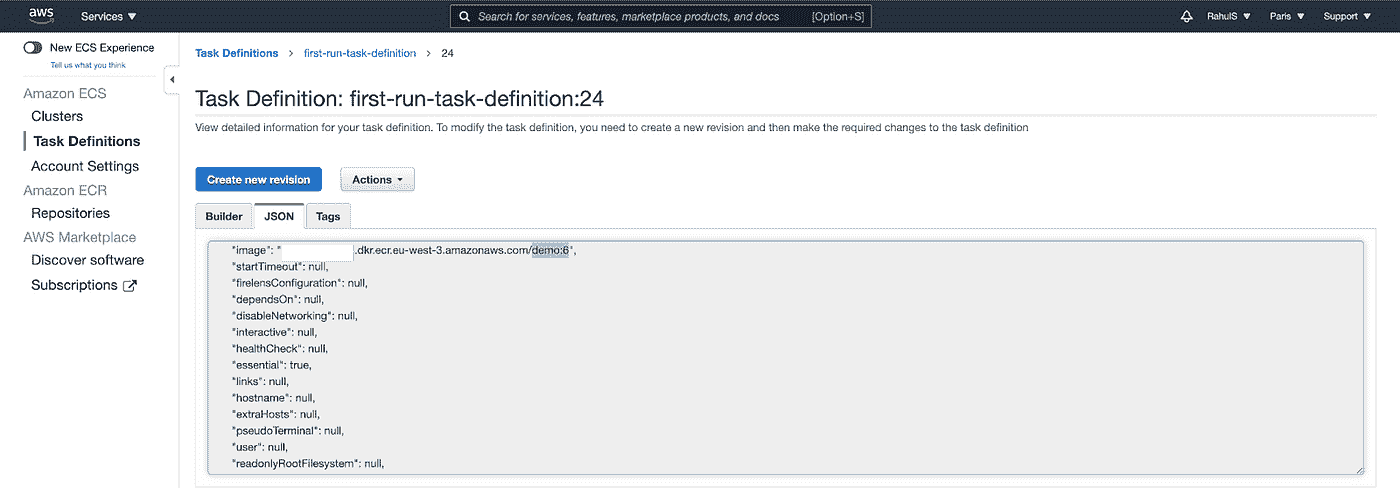 aws Services ▼ Search for services, features, marketplace products, and docs [Option+S] RahulS ▼ Paris ▼ Support ▼
New ECS Experience
Tell us what you think
Amazon ECS
Clusters
Task Definitions
Account Settings
Amazon ECR
Repositories
AWS Marketplace
Discover software
Subscriptions
Task Definitions > first-run-task-definition > 24
Task Definition: first-run-task-definition:24
View detailed information for your task definition. To modify the task definition, you need to create a new revision and then make the required changes to the task definition
Create new revision Actions
Builder JSON Tags
"image": " .dkr.ecr.eu-west-3.amazonaws.com/demo:6",
"startTimeout": null,
"firelensConfiguration": null,
"dependsOn": null,
"disableNetworking": null,
"interactive": null,
"healthCheck": null,
"essential": true,
"links": null,
"hostname": null,
"extraHosts": null,
"pseudoTerminal": null,
"user": null,
"readonlyRootFilesystem": null,